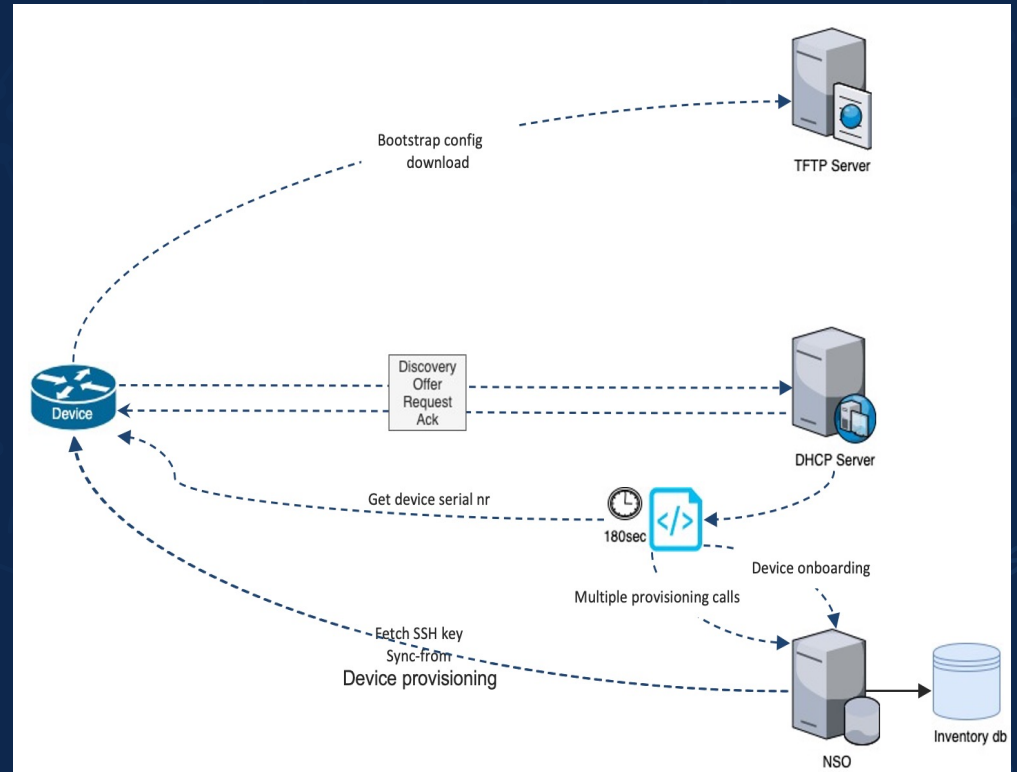 Bootstrap config
download
TFTP Server
Discovery
Offer
Request
Ack
Device
DHCP Server
Get device serial nr
180sec
</>
Device onboarding
Multiple provisioning calls
Fetch SSH key
Sync-from
Device provisioning
Inventory db
NSO